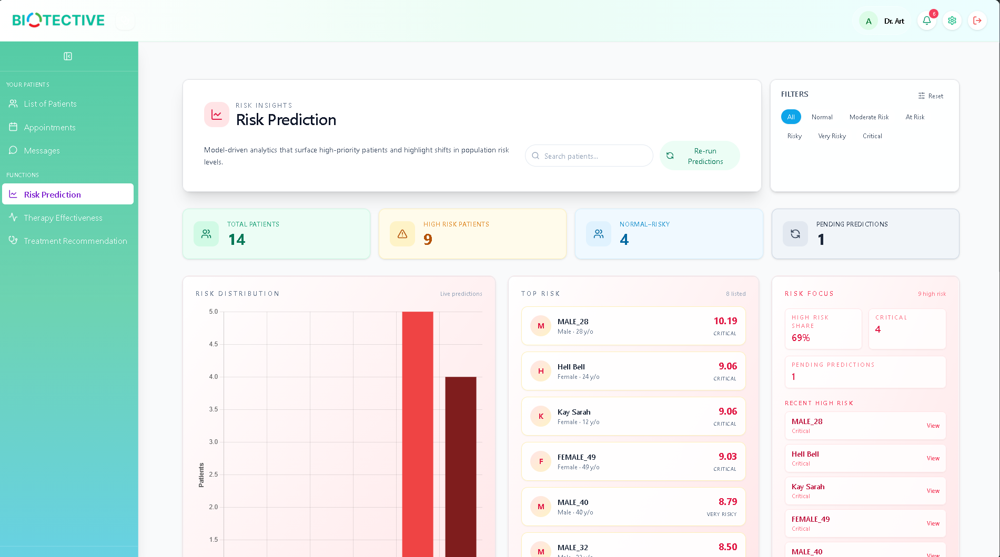 BIOTECTIVE
A
Dr. Art
6
YOUR PATIENTS
List of Patients
Appointments
Messages
FUNCTIONS
Risk Prediction
Therapy Effectiveness
Treatment Recommendation
RISK INSIGHTS
Risk Prediction
Model-driven analytics that surface high-priority patients and highlight shifts in population risk
levels.
Search patients...
Re-run
Predictions
FILTERS
Reset
All
Normal
Moderate Risk
At Risk
Risky
Very Risky
Critical
TOTAL PATIENTS
14
HIGH RISK PATIENTS
9
NORMAL–RISKY
4
PENDING PREDICTIONS
1
RISK DISTRIBUTION
Live predictions
5.0
4.5
4.0
3.5
3.0
2.5
2.0
1.5
Patients
TOP RISK
8 listed
M
MALE_28
Male · 28 y/o
10.19
CRITICAL
H
Hell Bell
Female · 24 y/o
9.06
CRITICAL
K
Kay Sarah
Female · 12 y/o
9.06
CRITICAL
F
FEMALE_49
Female · 49 y/o
9.03
CRITICAL
M
MALE_40
Male · 40 y/o
8.79
VERY RISKY
M
MALE_32
8.50
RISK FOCUS
9 high risk
HIGH RISK
SHARE
69%
CRITICAL
4
PENDING PREDICTIONS
1
RECENT HIGH RISK
MALE_28
Critical
View
Hell Bell
Critical
View
Kay Sarah
Critical
View
FEMALE_49
Critical
View
MALE_40
View